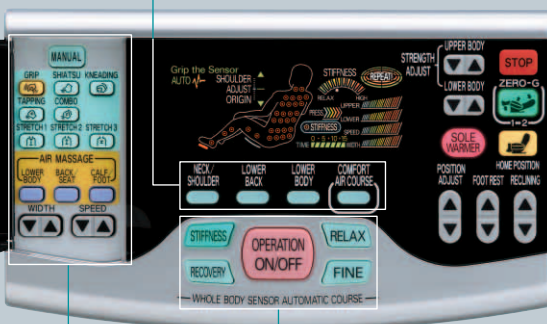 MANUAL
GRIP SHIATSU KNEADING
TAPPING COMBO
STRETCH 1 STRETCH 2 STRETCH 3
AIR MASSAGE
LOWER BODY
BACK/ SEAT
CALF/ FOOT
WIDTH SPEED
Grip the Sensor
AUTO
SHOULDER
ADJUST
ORIGIN
STIFFNESS
REPEAT!
RELAX HIGH
PRESS
UPPER
LOWER
STIFFNESS
SPEED
0 - 5 - 10 - 15
TIME WIDTH
NECK/ SHOULDER
LOWER BACK
LOWER BODY
COMFORT AIR COURSE
STIFFNESS
RECOVERY
OPERATION
ON/OFF
RELAX
FINE
WHOLE BODY SENSOR AUTOMATIC COURSE
STRENGTH
ADJUST
UPPER BODY
LOWER BODY
STOP
ZERO-G
1 2
SOLE
WARMER
HOME POSITION
POSITION
ADJUST
FOOT REST
RECLINING